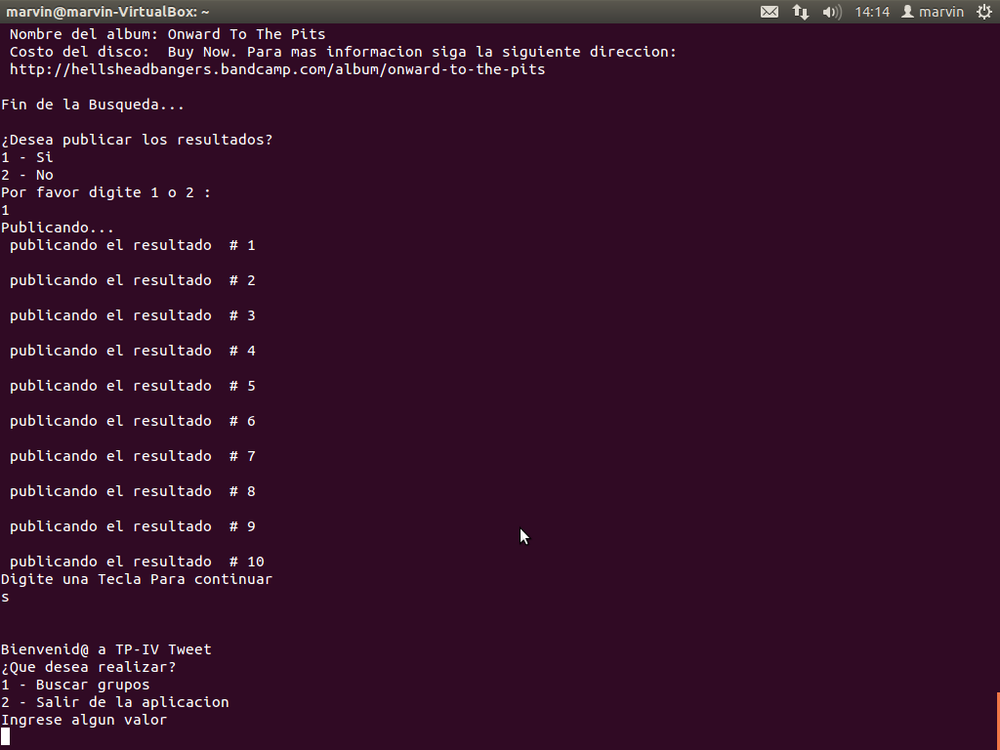 marvin@marvin-VirtualBox: ~ 14:14 marvin
Nombre del album: Onward To The Pits
Costo del disco:  Buy Now. Para mas informacion siga la siguiente direccion:
http://hellsheadbangers.bandcamp.com/album/onward-to-the-pits
Fin de la Busqueda...
¿Desea publicar los resultados?
1 - Si
2 - No
Por favor digite 1 o 2 :
1
Publicando...
publicando el resultado  # 1
publicando el resultado  # 2
publicando el resultado  # 3
publicando el resultado  # 4
publicando el resultado  # 5
publicando el resultado  # 6
publicando el resultado  # 7
publicando el resultado  # 8
publicando el resultado  # 9
publicando el resultado  # 10
Digite una Tecla Para continuar
s
Bienvenid@ a TP-IV Tweet
¿Que desea realizar?
1 - Buscar grupos
2 - Salir de la aplicacion
Ingrese algun valor